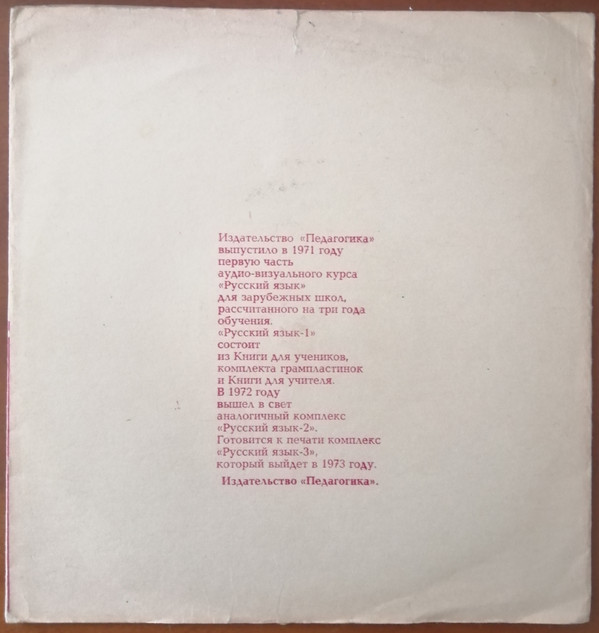 Издательство «Педагогика»
выпустило в 1971 году
первую часть
аудио-визуального курса
«Русский язык»
для зарубежных школ,
рассчитанного на три года
обучения.
«Русский язык-1»
состоит
из Книги для учеников,
комплекта грампластинок
и Книги для учителя.
В 1972 году
вышел в свет
аналогичный комплекс
«Русский язык-2».
Готовится к печати комплекс
«Русский язык-3»,
который выйдет в 1973 году.
Издательство «Педагогика».